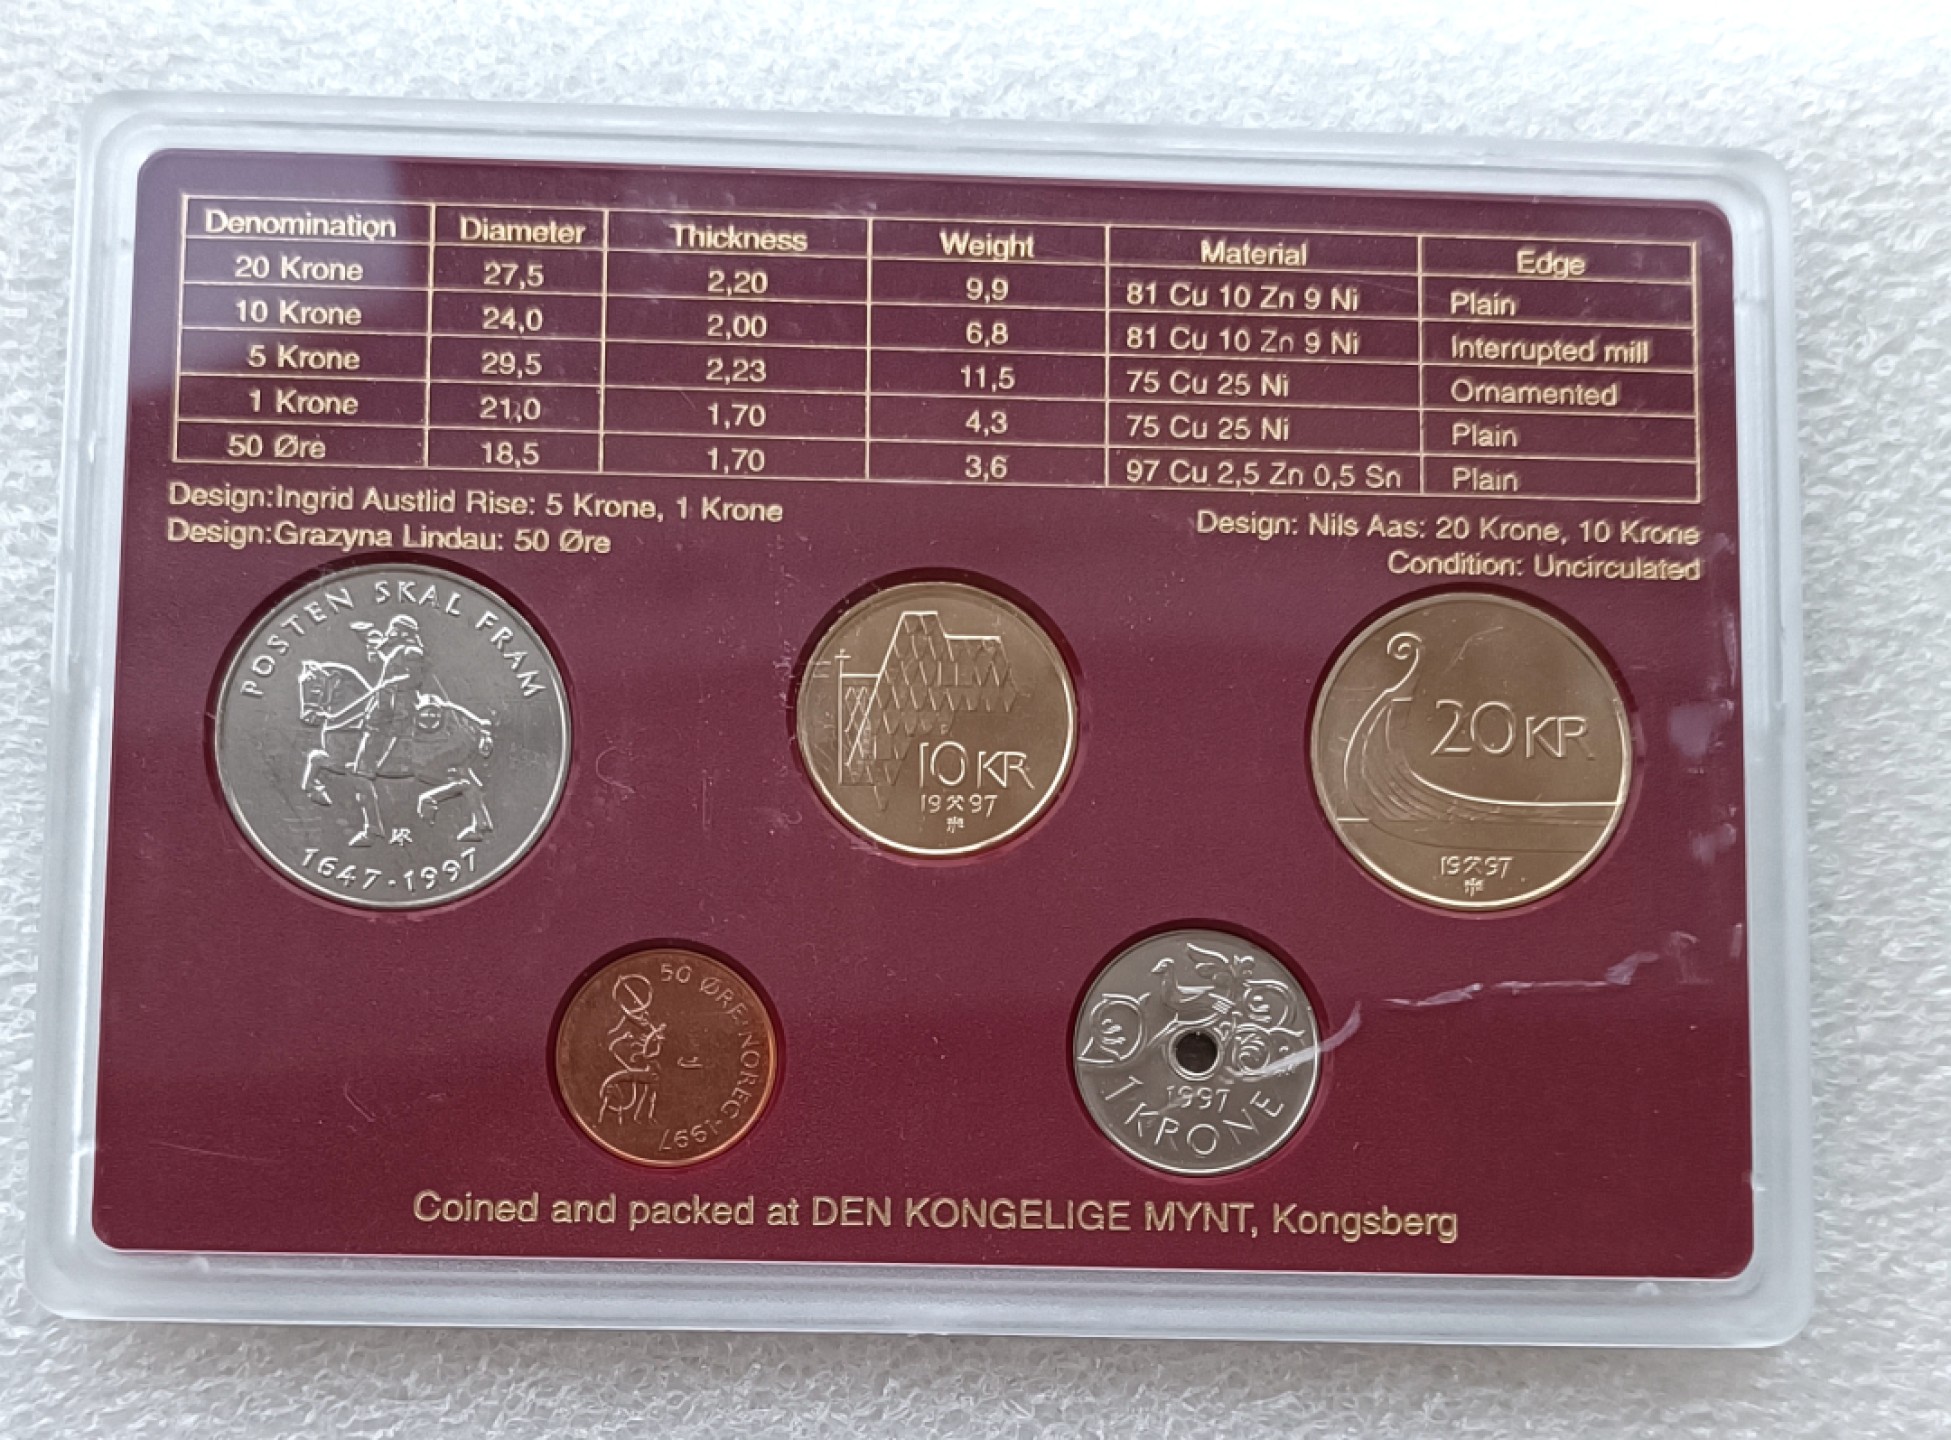 Denomination Diameter Thickness Weight Material Edge
20 Krone 27,5 2,20 9,9 81 Cu 10 Zn 9 Ni Plain
10 Krone 24,0 2,00 6,8 81 Cu 10 Zn 9 Ni Interrupted mill
5 Krone 29,5 2,23 11,5 75 Cu 25 Ni Ornamented
1 Krone 21,0 1,70 4,3 75 Cu 25 Ni Plain
50 Øre 18,5 1,70 3,6 97 Cu 2,5 Zn 0,5 Sn Plain
Design:Ingrid Austlid Rise: 5 Krone, 1 Krone
Design:Grazyna Lindau: 50 Øre
Design: Nils Aas: 20 Krone, 10 Krone
Condition: Uncirculated
POSTEN SKAL FRAM
1647-1997
10 KR
19 97
20 KR
19 97
50 ØRE NOREG 1997
1997
1 KRONE
Coined and packed at DEN KONGELIGE MYNT, Kongsberg